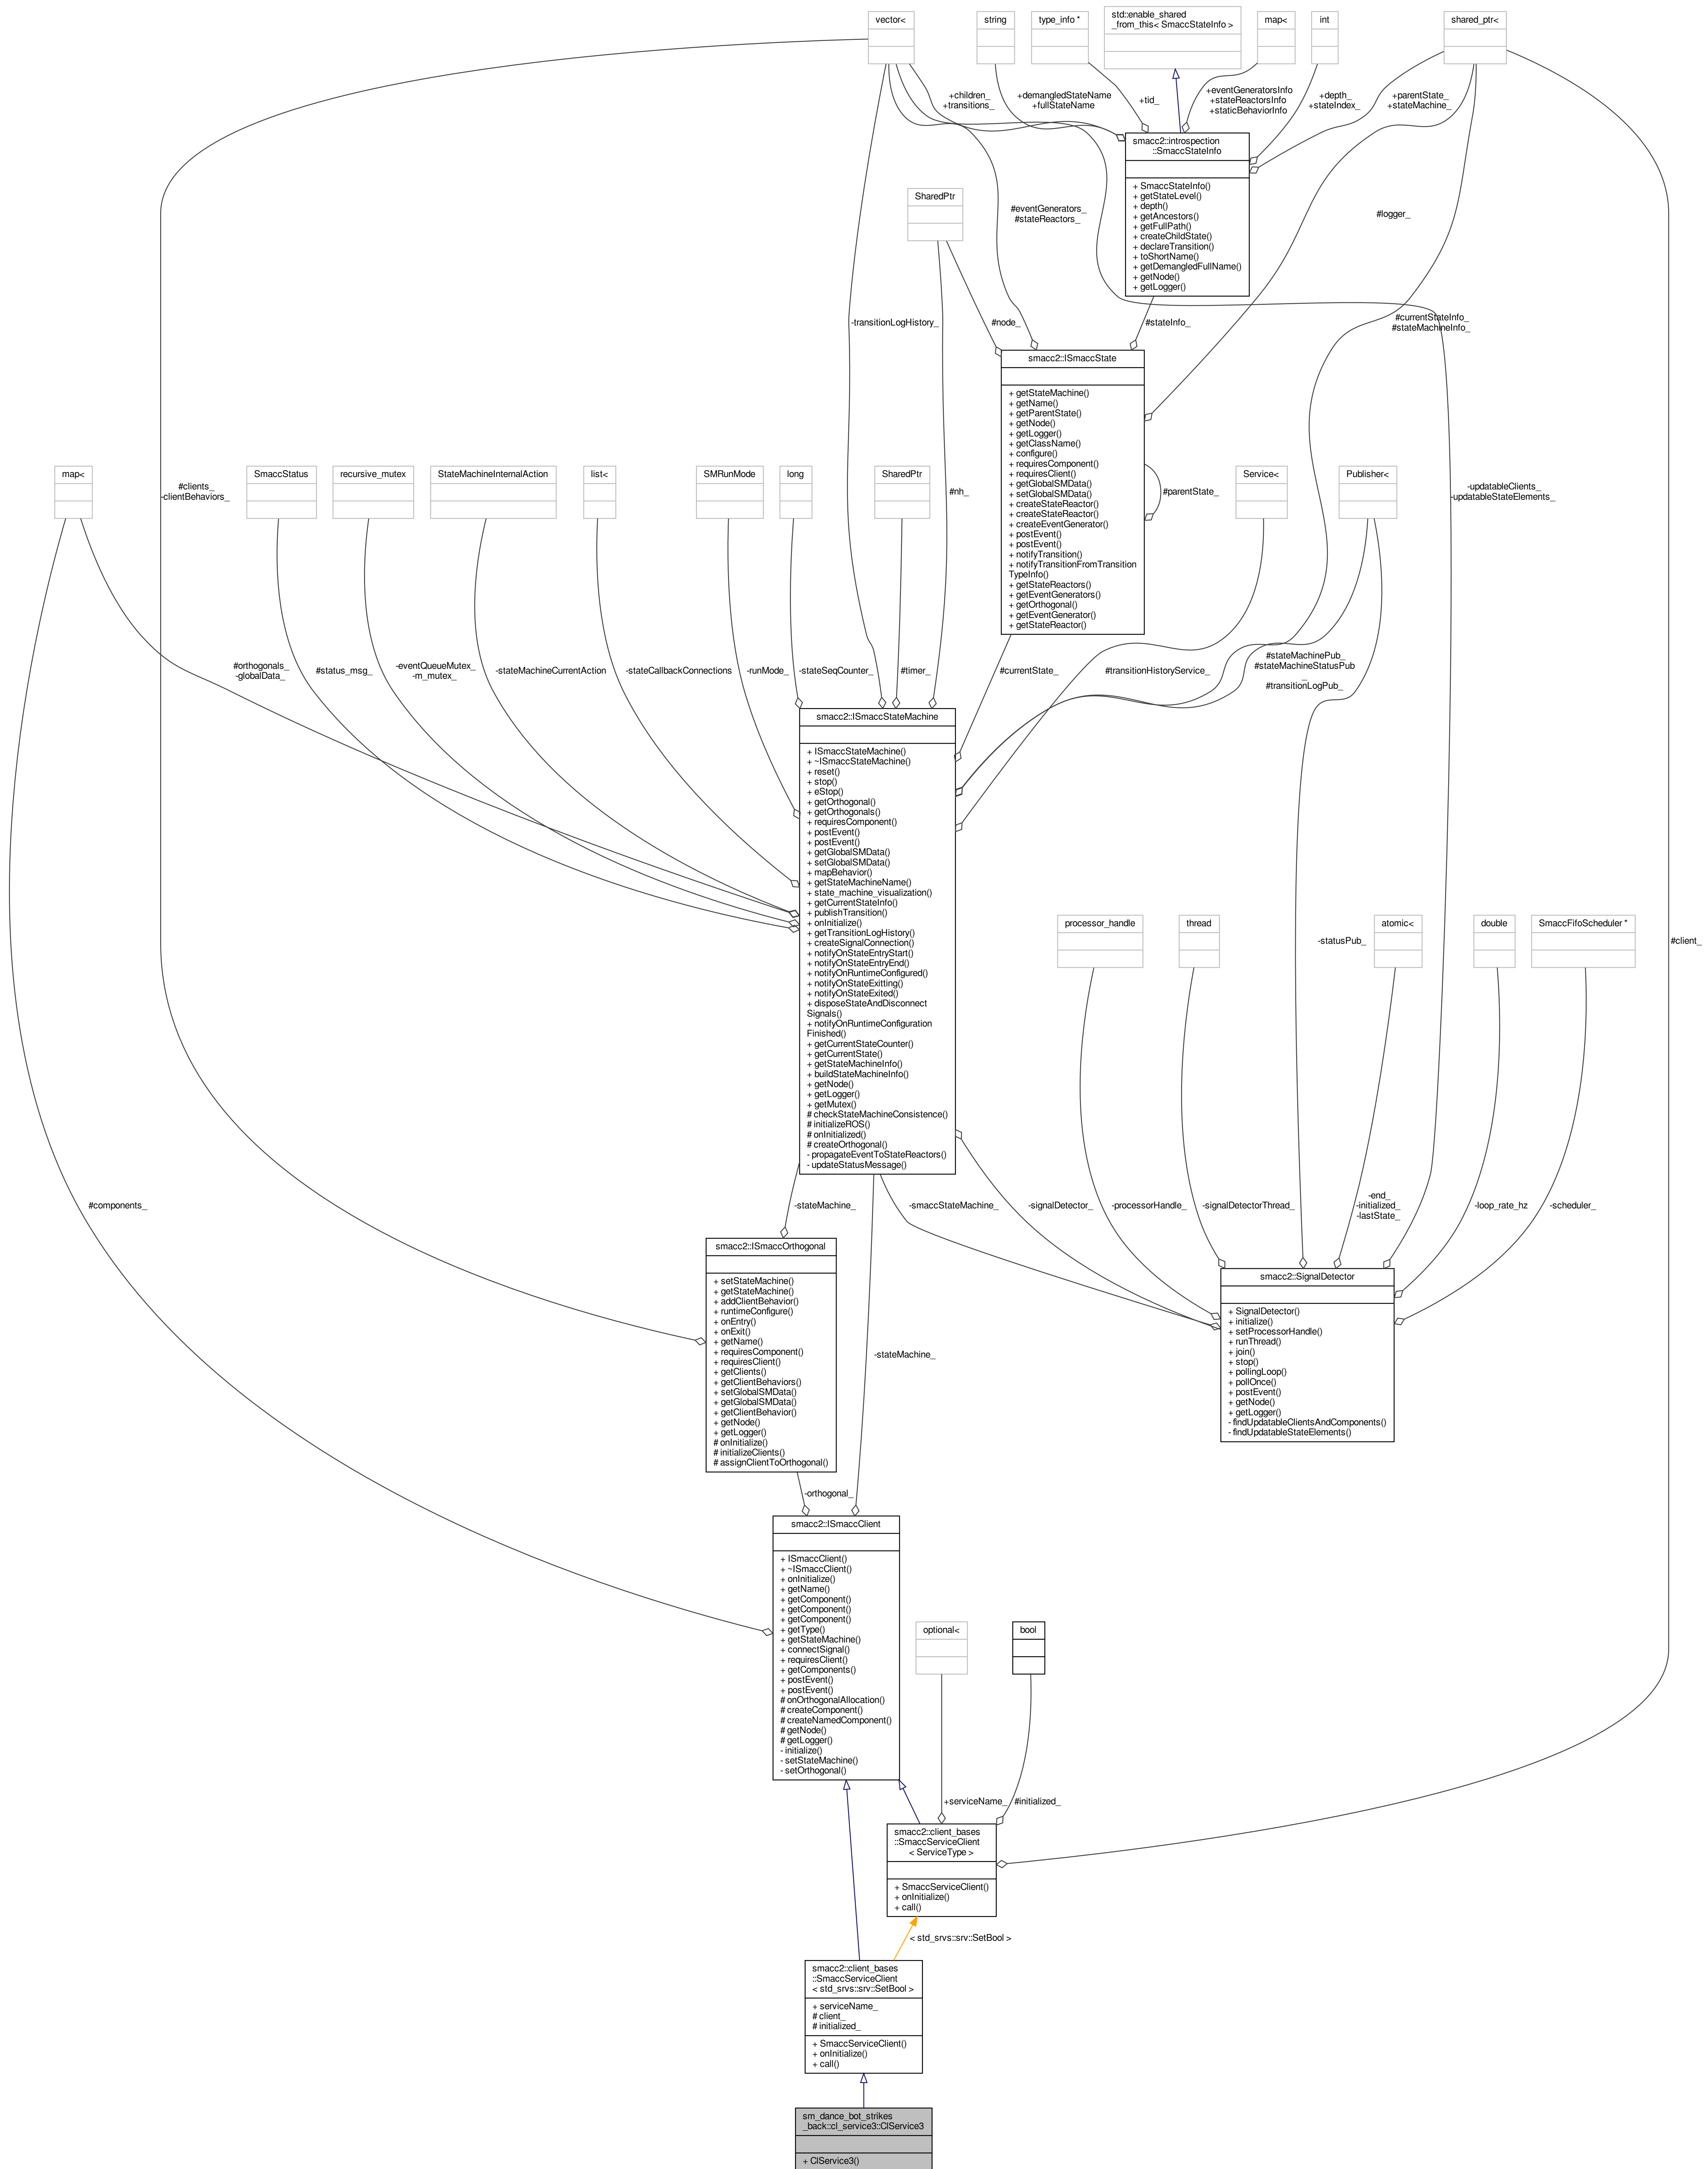 vector<
string
type_info *
std::enable_shared
_from_this< SmaccStateInfo >
map<
int
shared_ptr<
+children_
+transitions_
+demangledStateName
+fullStateName
+tid_
+eventGeneratorsInfo
+stateReactorsInfo
+staticBehaviorInfo
+depth_
+stateIndex_
+parentState_
+stateMachine_
smacc2::introspection
::SmaccStateInfo
+ SmaccStateInfo()
+ getStateLevel()
+ depth()
+ getAncestors()
+ getFullPath()
+ createChildState()
+ declareTransition()
+ toShortName()
+ getDemangledFullName()
+ getNode()
+ getLogger()
SharedPtr
#eventGenerators_
#stateReactors_
#logger_
-transitionLogHistory_
#node_
#stateInfo_
#currentStateInfo_
#stateMachineInfo_
smacc2::ISmaccState
+ getStateMachine()
+ getName()
+ getParentState()
+ getNode()
+ getLogger()
+ getClassName()
+ configure()
+ requiresComponent()
+ requiresClient()
+ getGlobalSMData()
+ setGlobalSMData()
+ createStateReactor()
+ createStateReactor()
+ createEventGenerator()
+ postEvent()
+ postEvent()
+ notifyTransition()
+ notifyTransitionFromTransition
TypeInfo()
+ getStateReactors()
+ getEventGenerators()
+ getOrthogonal()
+ getEventGenerator()
+ getStateReactor()
#parentState_
map<
SmaccStatus
recursive_mutex
StateMachineInternalAction
list<
SMRunMode
long
SharedPtr
Service<
Publisher<
#clients_
-clientBehaviors_
#nh_
-updatableClients_
-updatableStateElements_
#orthogonals_
-globalData_
#status_msg_
-eventQueueMutex_
-m_mutex_
-stateMachineCurrentAction
-stateCallbackConnections
-runMode_
-stateSeqCounter_
#timer_
#currentState_
#transitionHistoryService_
#stateMachinePub_
#stateMachineStatusPub
_
#transitionLogPub_
smacc2::ISmaccStateMachine
+ ISmaccStateMachine()
+ ~ISmaccStateMachine()
+ reset()
+ stop()
+ eStop()
+ getOrthogonal()
+ getOrthogonals()
+ requiresComponent()
+ postEvent()
+ postEvent()
+ getGlobalSMData()
+ setGlobalSMData()
+ mapBehavior()
+ getStateMachineName()
+ state_machine_visualization()
+ getCurrentStateInfo()
+ publishTransition()
+ onInitialize()
+ getTransitionLogHistory()
+ createSignalConnection()
+ notifyOnStateEntryStart()
+ notifyOnStateEntryEnd()
+ notifyOnRuntimeConfigured()
+ notifyOnStateExitting()
+ notifyOnStateExited()
+ disposeStateAndDisconnect
Signals()
+ notifyOnRuntimeConfiguration
Finished()
+ getCurrentStateCounter()
+ getCurrentState()
+ getStateMachineInfo()
+ buildStateMachineInfo()
+ getNode()
+ getLogger()
+ getMutex()
# checkStateMachineConsistence()
# initializeROS()
# onInitialized()
# createOrthogonal()
- propagateEventToStateReactors()
- updateStatusMessage()
processor_handle
thread
atomic<
double
SmaccFifoScheduler *
-statusPub_
#client_
#components_
-stateMachine_
-smaccStateMachine_
-signalDetector_
-processorHandle_
-signalDetectorThread_
-end_
-initialized_
-lastState_
-loop_rate_hz
-scheduler_
smacc2::ISmaccOrthogonal
+ setStateMachine()
+ getStateMachine()
+ addClientBehavior()
+ runtimeConfigure()
+ onEntry()
+ onExit()
+ getName()
+ requiresComponent()
+ requiresClient()
+ getClients()
+ getClientBehaviors()
+ setGlobalSMData()
+ getGlobalSMData()
+ getClientBehavior()
+ getNode()
+ getLogger()
# onInitialize()
# initializeClients()
# assignClientToOrthogonal()
smacc2::SignalDetector
+ SignalDetector()
+ initialize()
+ setProcessorHandle()
+ runThread()
+ join()
+ stop()
+ pollingLoop()
+ pollOnce()
+ postEvent()
+ getNode()
+ getLogger()
- findUpdatableClientsAndComponents()
- findUpdatableStateElements()
-stateMachine_
-orthogonal_
smacc2::ISmaccClient
+ ISmaccClient()
+ ~ISmaccClient()
+ onInitialize()
+ getName()
+ getComponent()
+ getComponent()
+ getComponent()
+ getType()
+ getStateMachine()
+ connectSignal()
+ requiresClient()
+ getComponents()
+ postEvent()
+ postEvent()
# onOrthogonalAllocation()
# createComponent()
# createNamedComponent()
# getNode()
# getLogger()
- initialize()
- setStateMachine()
- setOrthogonal()
optional<
bool
+serviceName_
#initialized_
smacc2::client_bases
::SmaccServiceClient
< ServiceType >
+ SmaccServiceClient()
+ onInitialize()
+ call()
< std_srvs::srv::SetBool >
smacc2::client_bases
::SmaccServiceClient
< std_srvs::srv::SetBool >
+ serviceName_
# client_
# initialized_
+ SmaccServiceClient()
+ onInitialize()
+ call()
sm_dance_bot_strikes
_back::cl_service3::ClService3
+ ClService3()